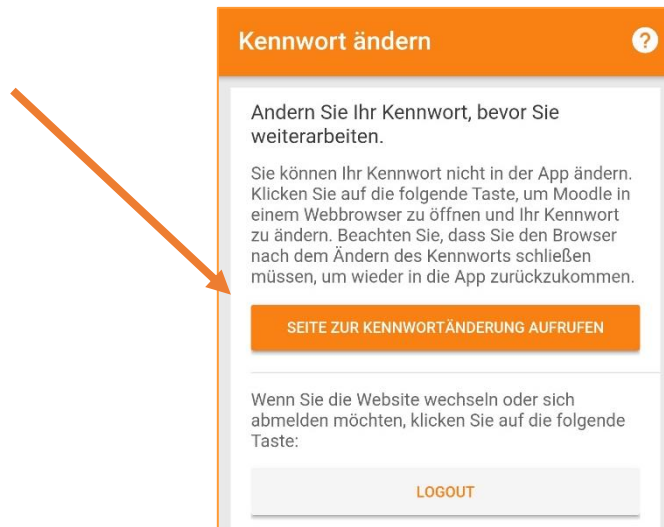 Kennwort ändern
?
Andern Sie Ihr Kennwort, bevor Sie
weiterarbeiten.
Sie können Ihr Kennwort nicht in der App ändern.
Klicken Sie auf die folgende Taste, um Moodle in
einem Webbrowser zu öffnen und Ihr Kennwort
zu ändern. Beachten Sie, dass Sie den Browser
nach dem Ändern des Kennworts schließen
müssen, um wieder in die App zurückzukommen.
SEITE ZUR KENNWORTÄNDERUNG AUFRUFEN
Wenn Sie die Website wechseln oder sich
abmelden möchten, klicken Sie auf die folgende
Taste:
LOGOUT